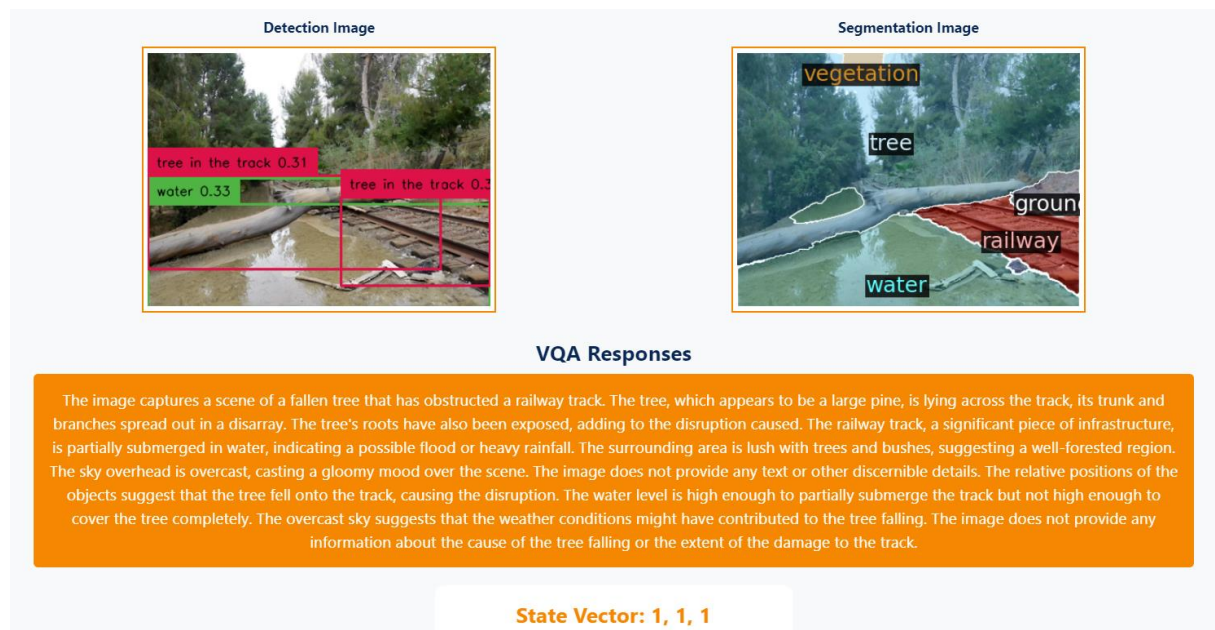 Detection Image
Segmentation Image
tree in the track 0.31
water 0.33
tree in the track 0.3
vegetation
tree
groun
railway
water
VQA Responses
The image captures a scene of a fallen tree that has obstructed a railway track. The tree, which appears to be a large pine, is lying across the track, its trunk and
branches spread out in a disarray. The tree's roots have also been exposed, adding to the disruption caused. The railway track, a significant piece of infrastructure,
is partially submerged in water, indicating a possible flood or heavy rainfall. The surrounding area is lush with trees and bushes, suggesting a well-forested region.
The sky overhead is overcast, casting a gloomy mood over the scene. The image does not provide any text or other discernible details. The relative positions of the
objects suggest that the tree fell onto the track, causing the disruption. The water level is high enough to partially submerge the track but not high enough to
cover the tree completely. The overcast sky suggests that the weather conditions might have contributed to the tree falling. The image does not provide any
information about the cause of the tree falling or the extent of the damage to the track.
State Vector: 1, 1, 1